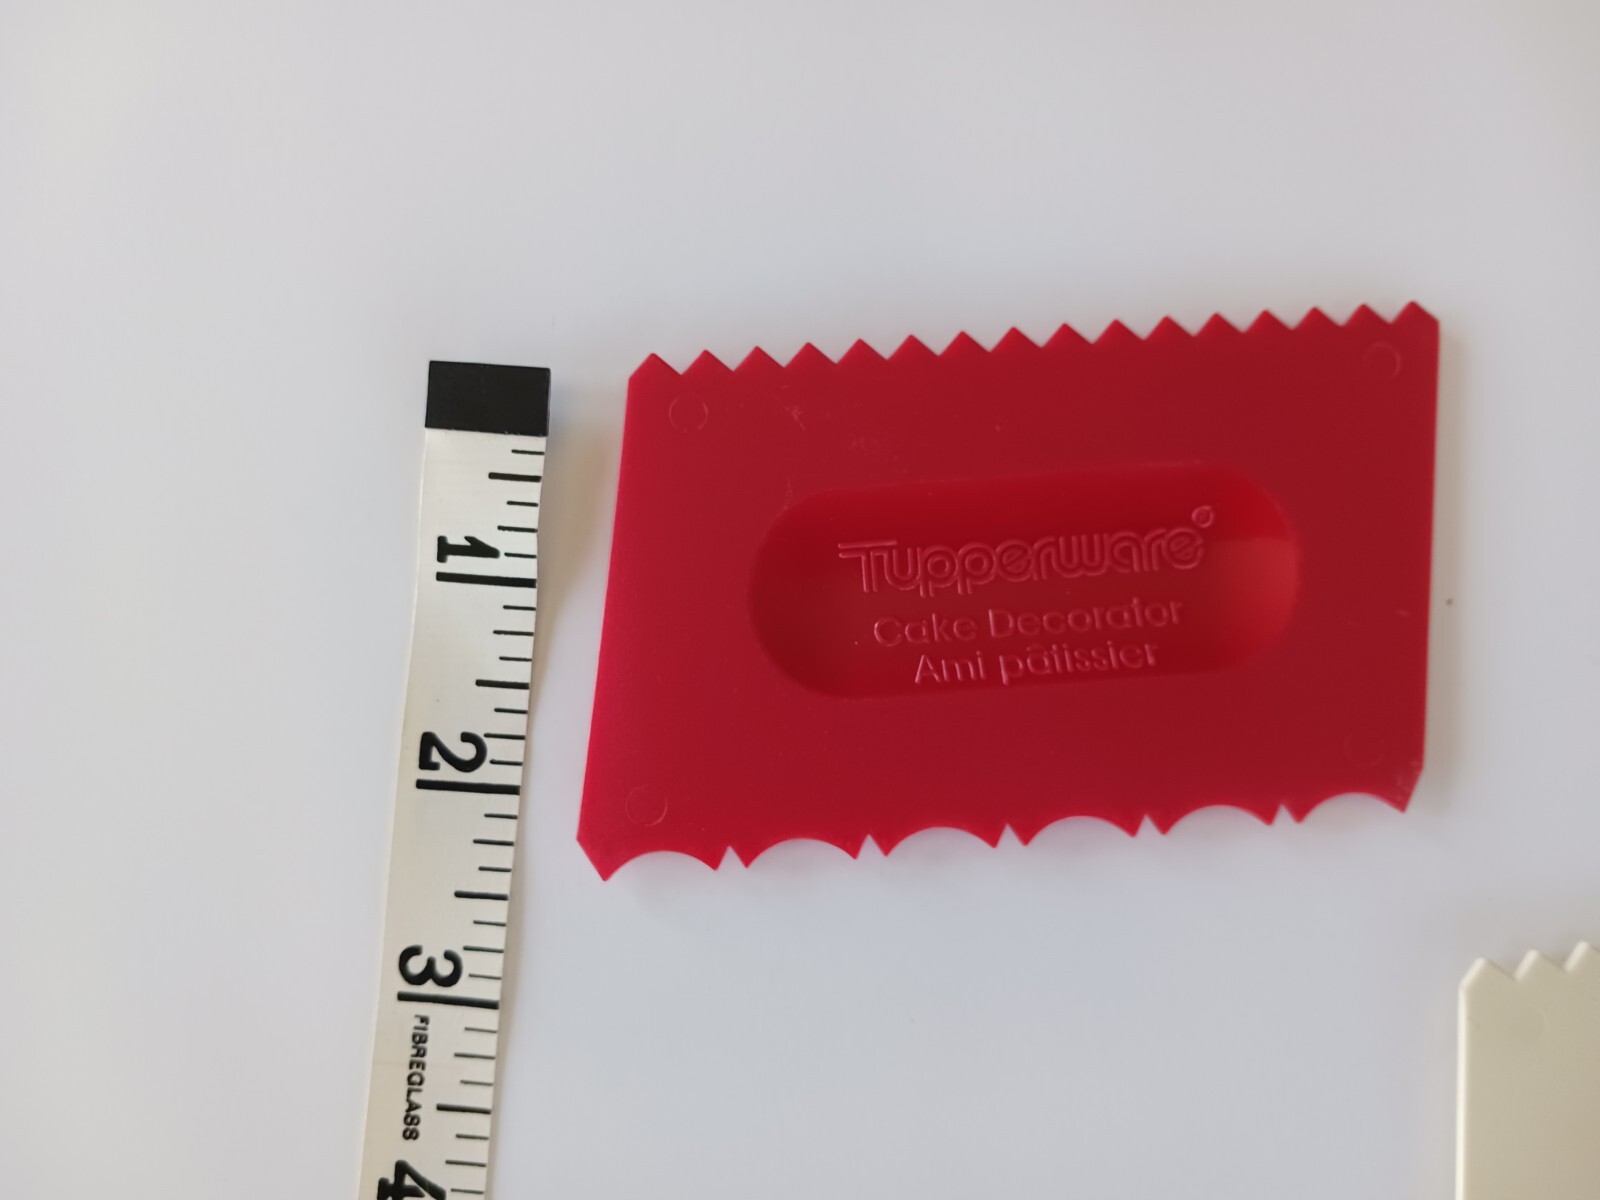 Tupperware
Cake Decorator
Ami pâtissier
1
2
3
FIBREGLASS
4